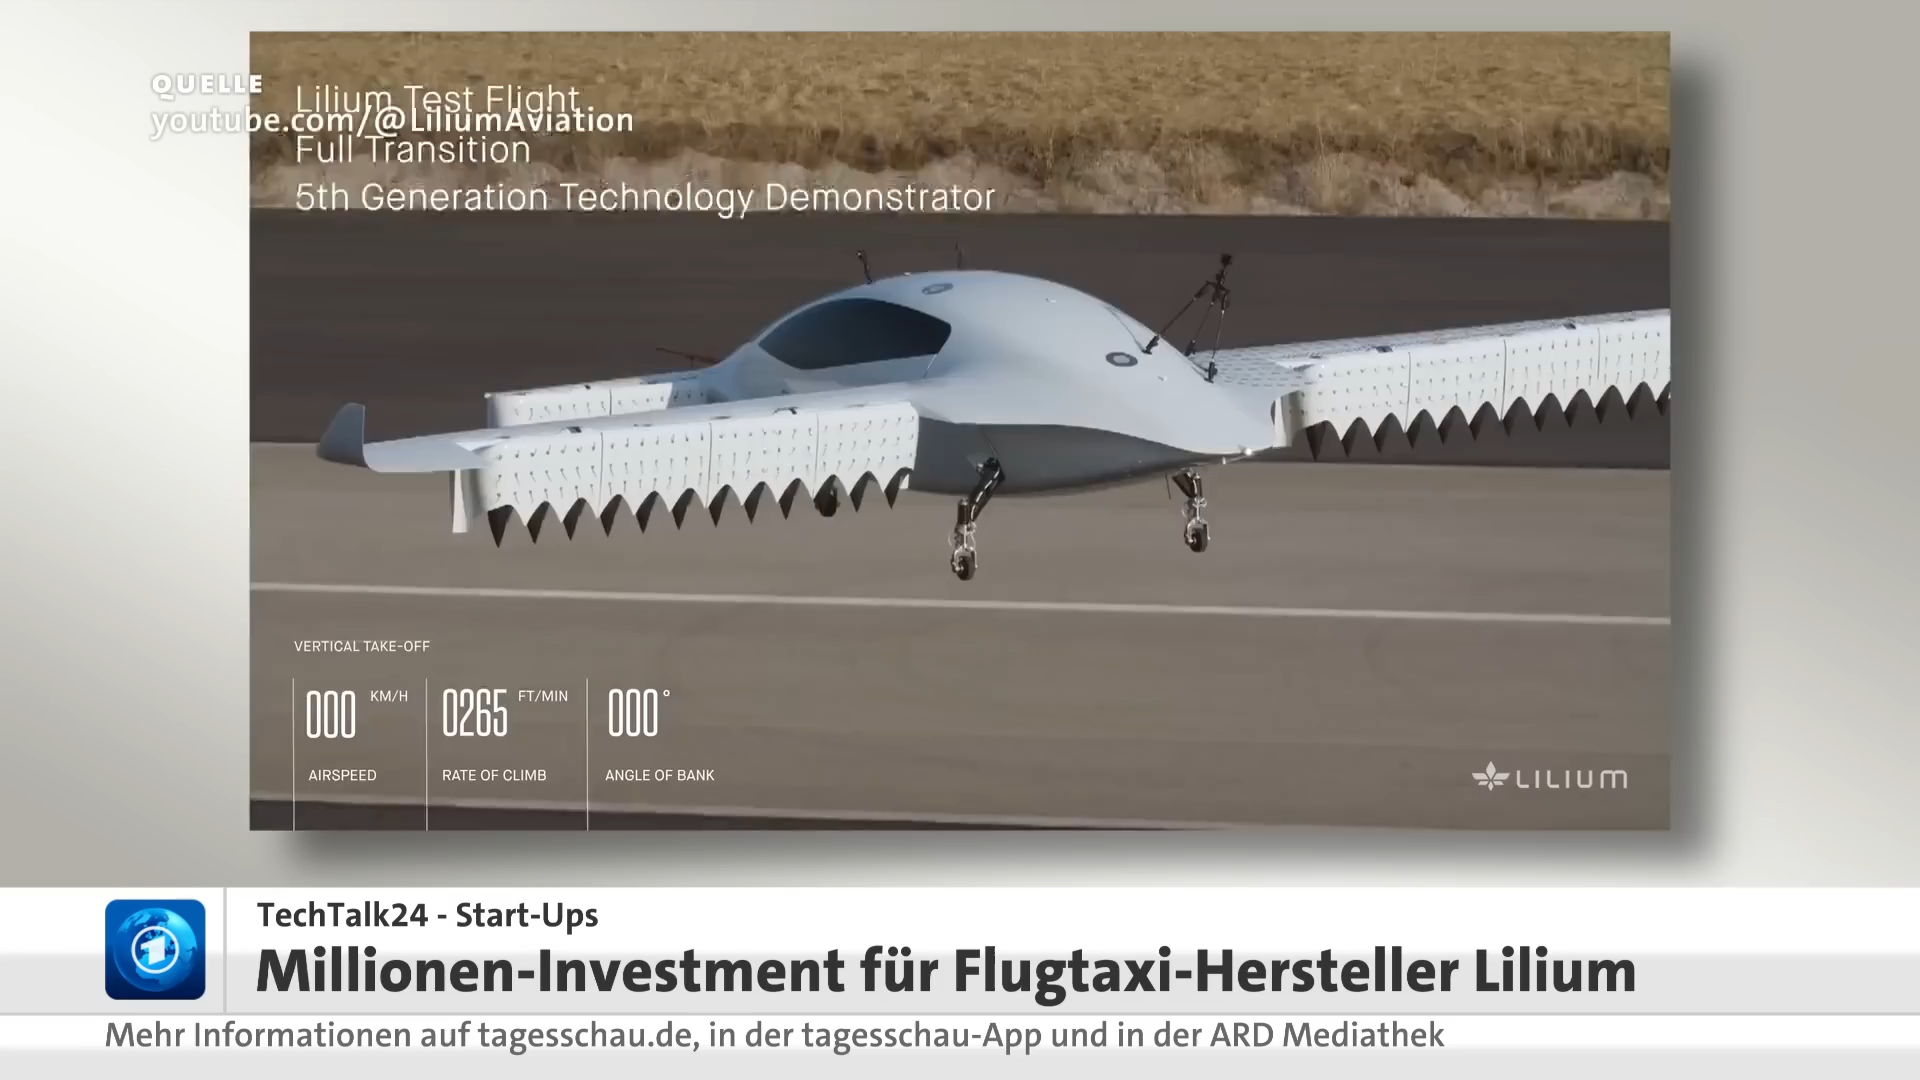 QUELLE
youtube.com/@LiliumAviation
Lilium Test Flight
Full Transition
5th Generation Technology Demonstrator
VERTICAL TAKE-OFF
000 KM/H
AIRSPEED
0265 FT/MIN
RATE OF CLIMB
000°
ANGLE OF BANK
LILIUM
1
TechTalk24 - Start-Ups
Millionen-Investment für Flugtaxi-Hersteller Lilium
Mehr Informationen auf tagesschau.de, in der tagesschau-App und in der ARD Mediathek